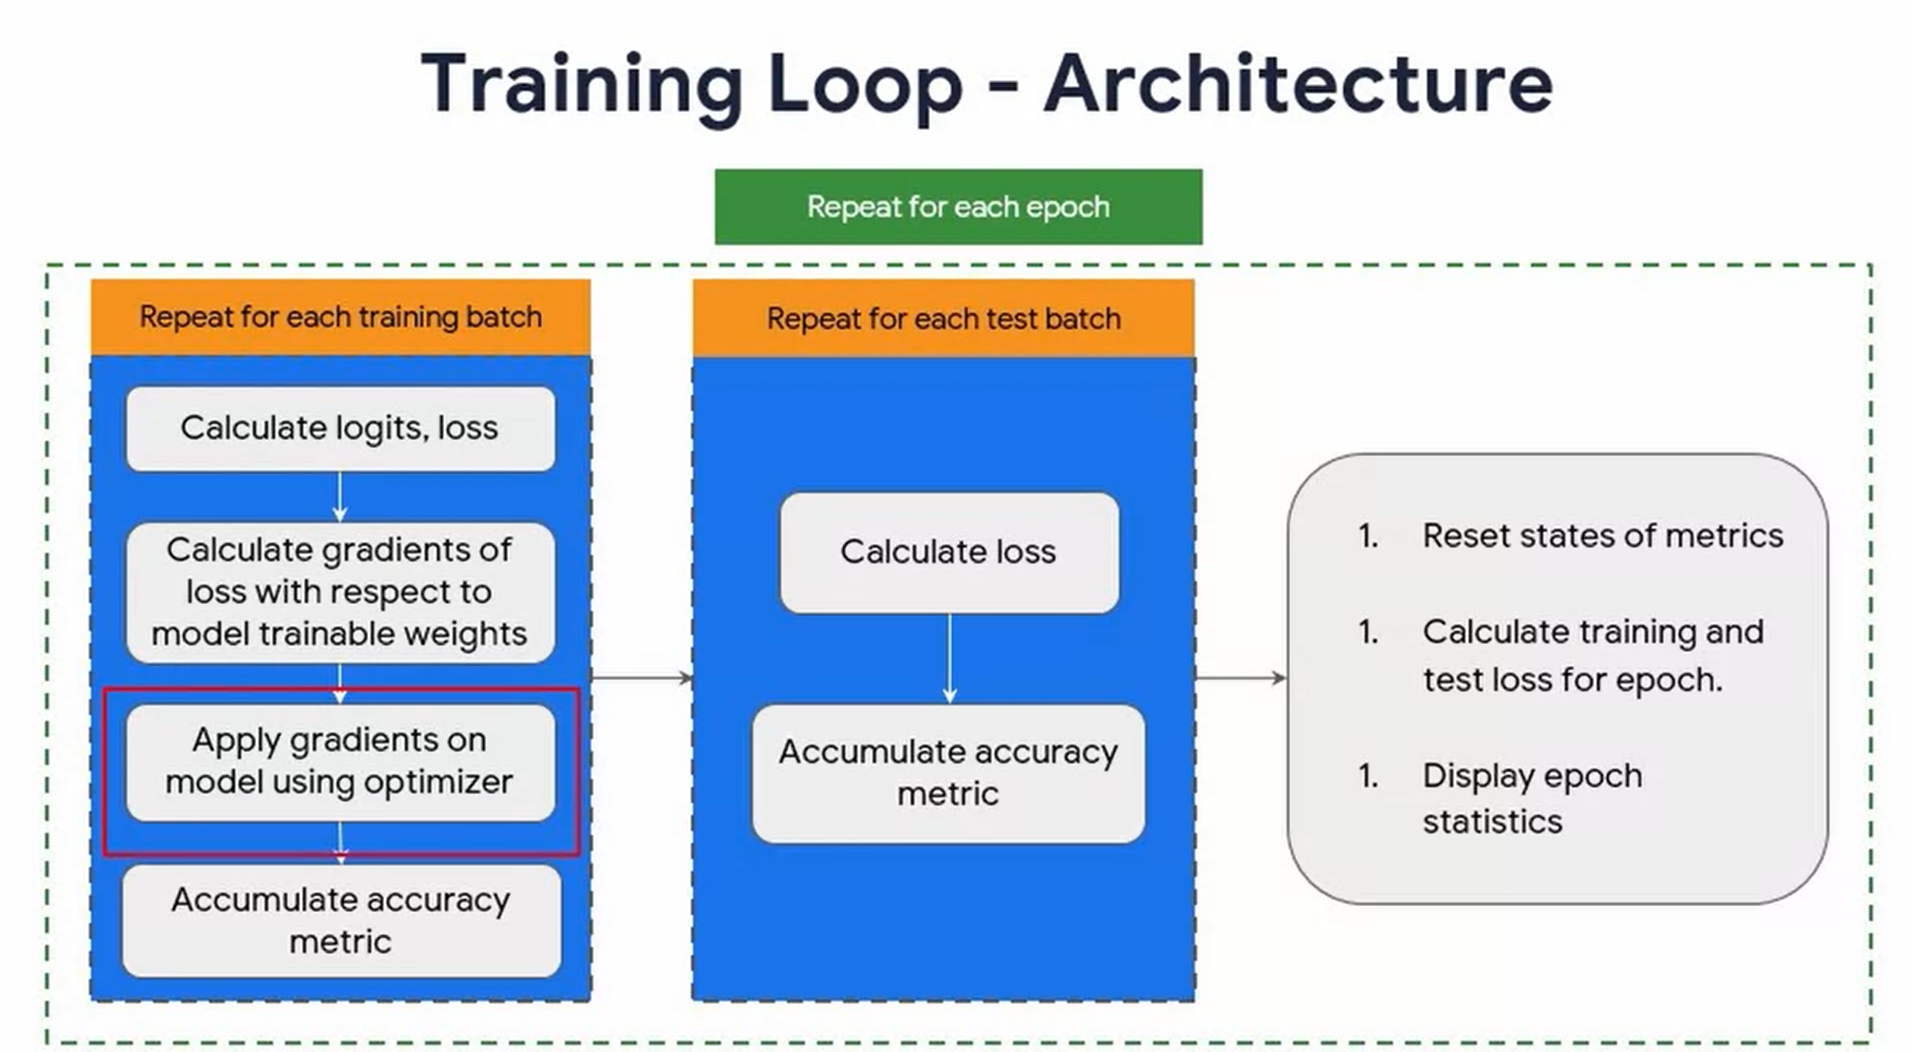 Training Loop - Architecture
Repeat for each epoch
Repeat for each training batch
Calculate logits, loss
Calculate gradients of
loss with respect to
model trainable weights
Apply gradients on
model using optimizer
Accumulate accuracy
metric
Repeat for each test batch
Calculate loss
Accumulate accuracy
metric
1. Reset states of metrics
1. Calculate training and
test loss for epoch.
1. Display epoch
statistics